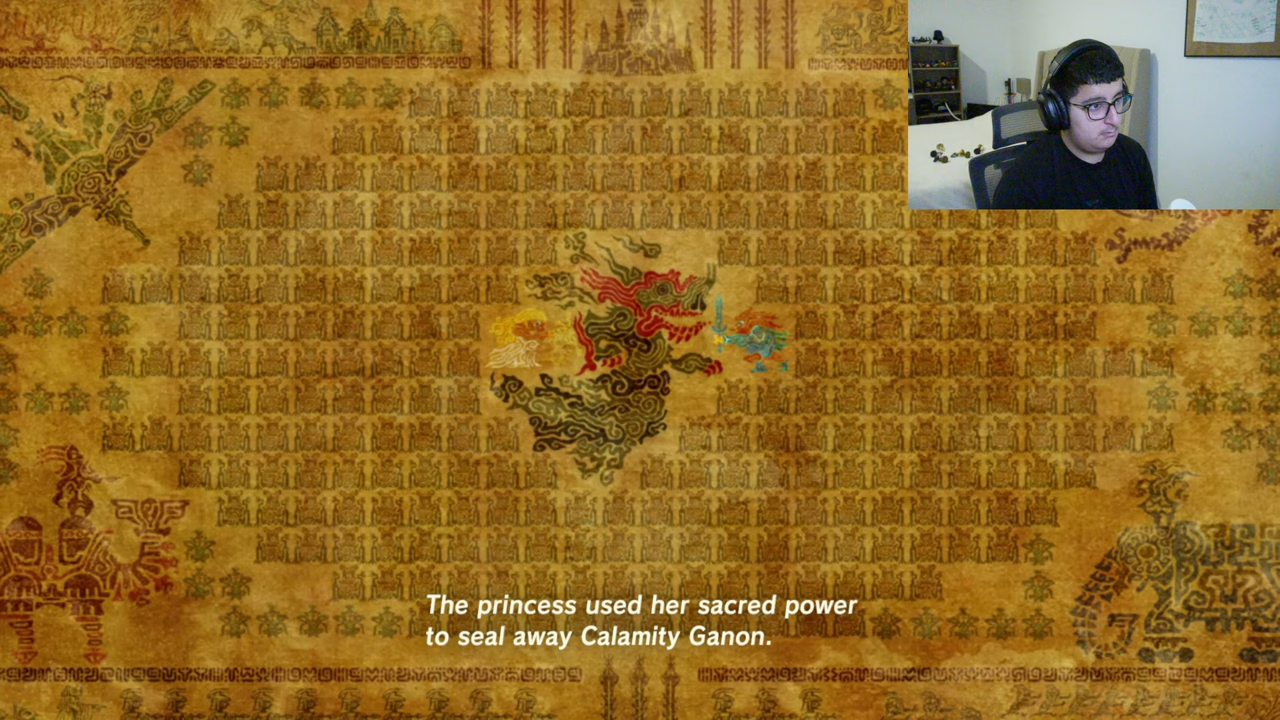 The princess used her sacred power
to seal away Calamity Ganon.